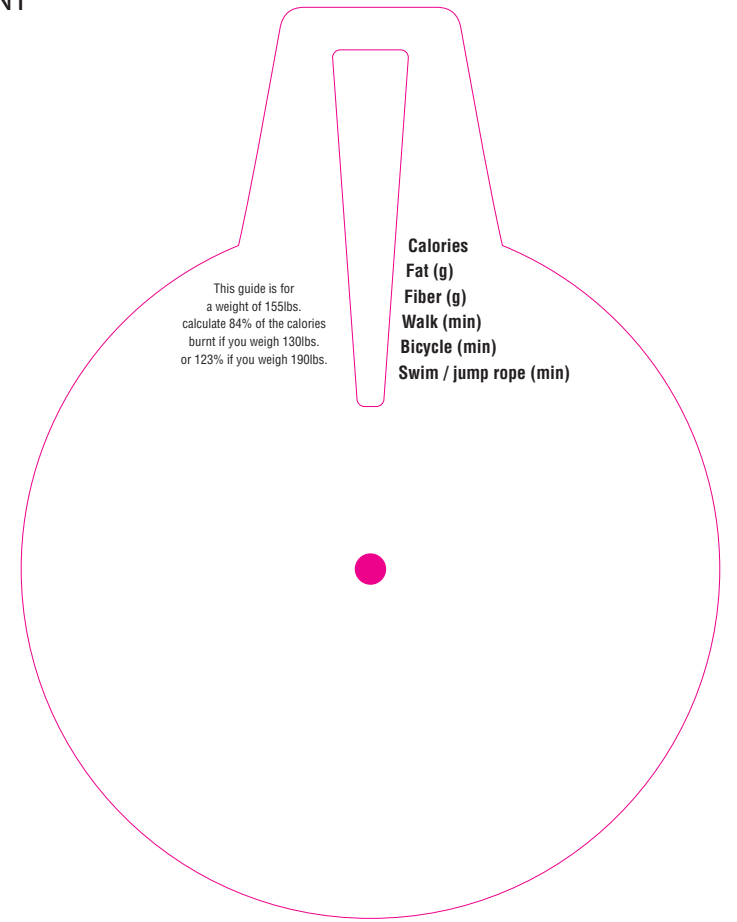 This guide is for
a weight of 155lbs.
calculate 84% of the calories
burnt if you weigh 130lbs.
or 123% if you weigh 190lbs.
Calories
Fat (g)
Fiber (g)
Walk (min)
Bicycle (min)
Swim / jump rope (min)